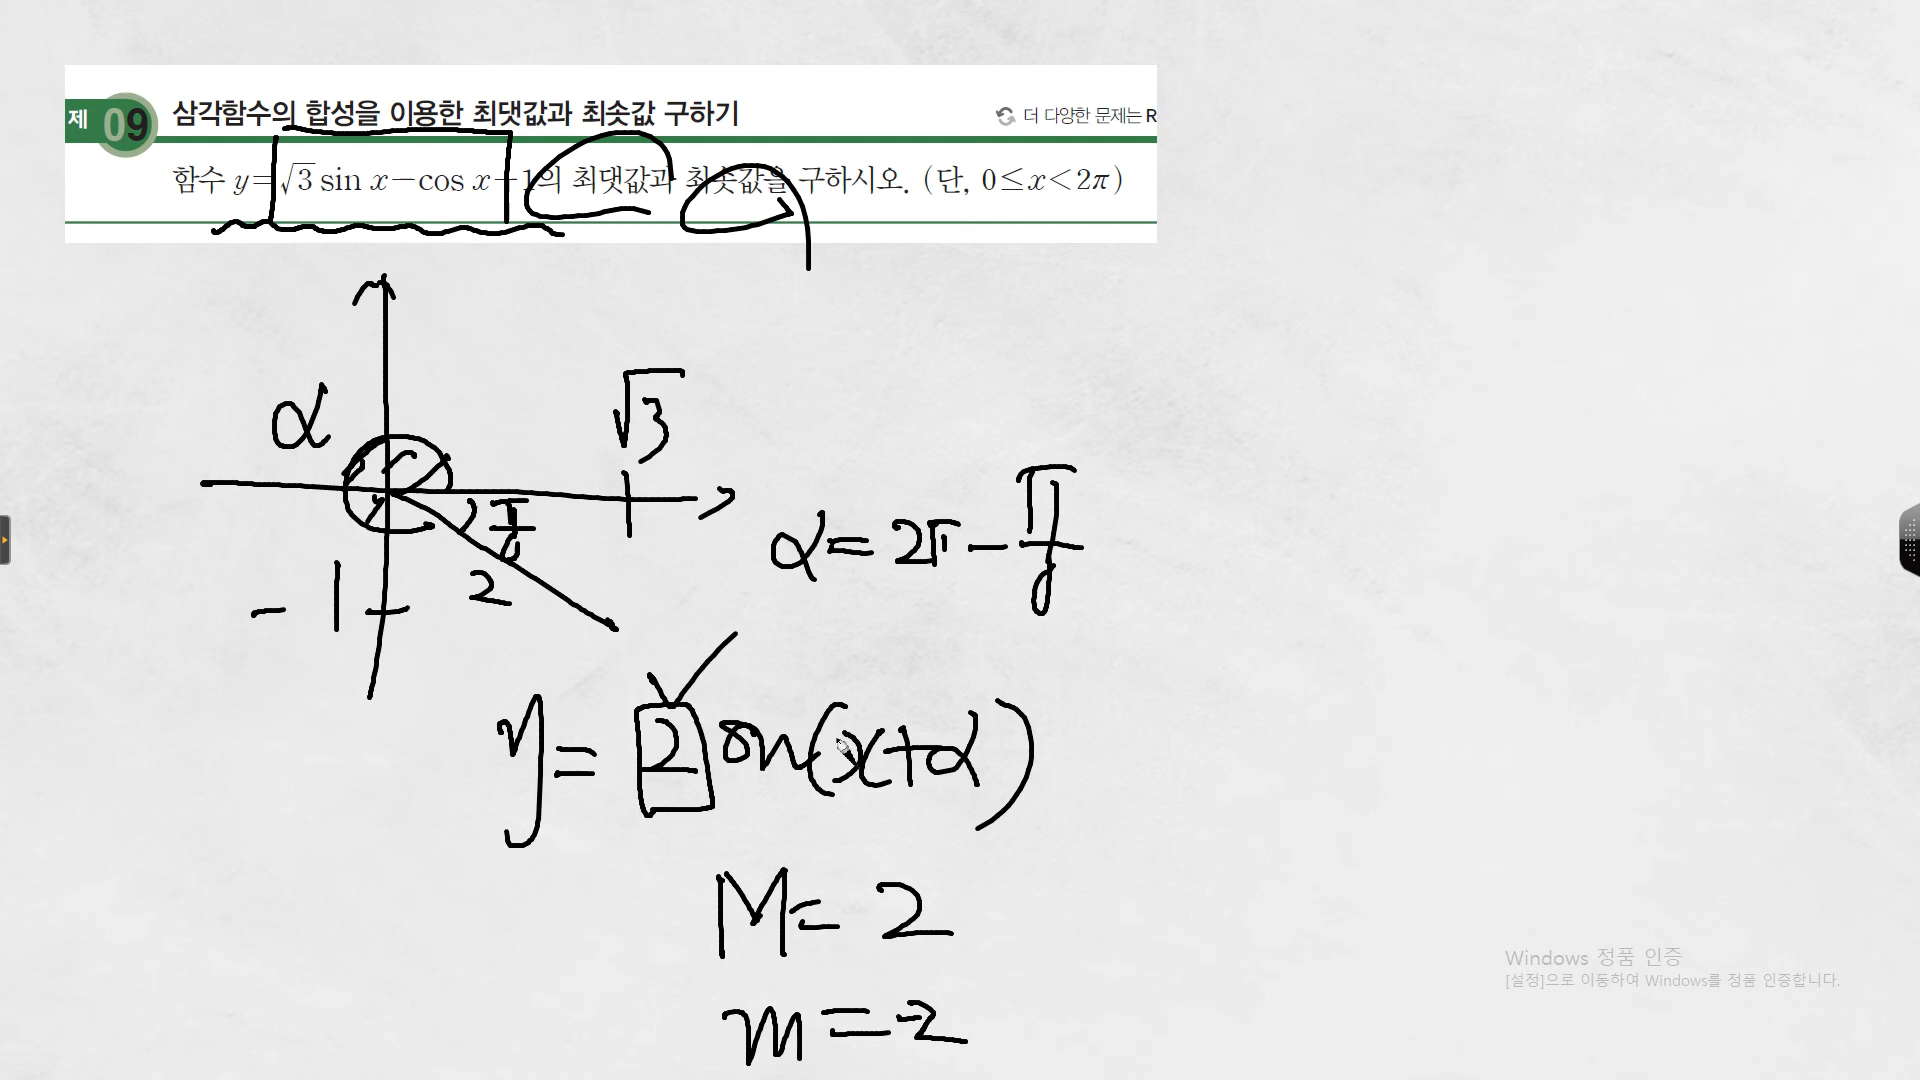 제 09 삼각함수의 합성을 이용한 최댓값과 최솟값 구하기 더 다양한 문제는 R
함수 y=√3 sin x−cos x−1의 최댓값과 최솟값을 구하시오. (단, 0≤x<2π)
α
√3
π/6
2
-1
α=2π-π/6
y=2sin(x+α)
M=2
m=-2
Windows 정품 인증
[설정]으로 이동하여 Windows를 정품 인증합니다.